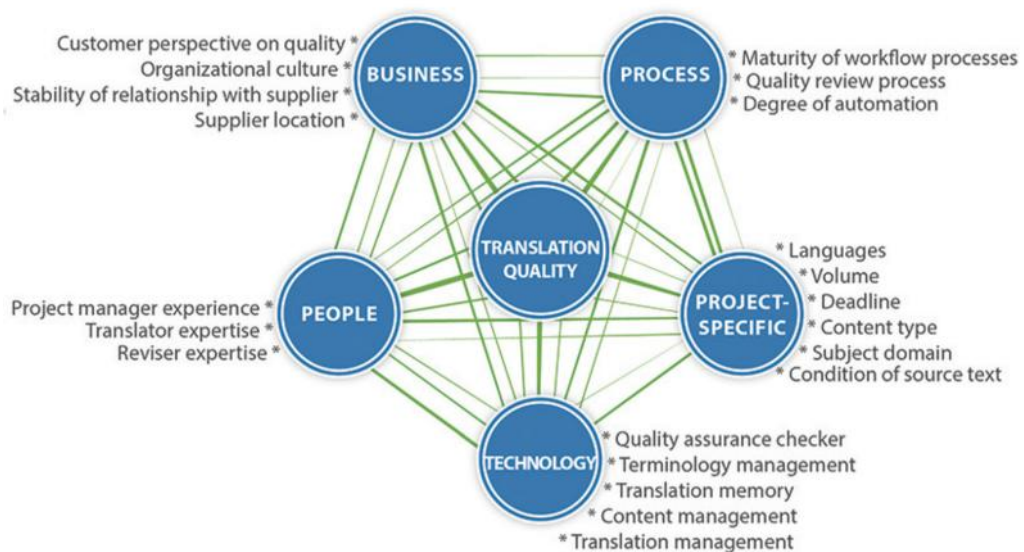 Customer perspective on quality *
Organizational culture *
Stability of relationship with supplier *
Supplier location *
BUSINESS
PROCESS
* Maturity of workflow processes
* Quality review process
* Degree of automation
TRANSLATION
QUALITY
Project manager experience *
Translator expertise *
Reviser expertise *
PEOPLE
PROJECT-
SPECIFIC
* Languages
* Volume
* Deadline
* Content type
* Subject domain
* Condition of source text
TECHNOLOGY
* Quality assurance checker
* Terminology management
* Translation memory
* Content management
* Translation management